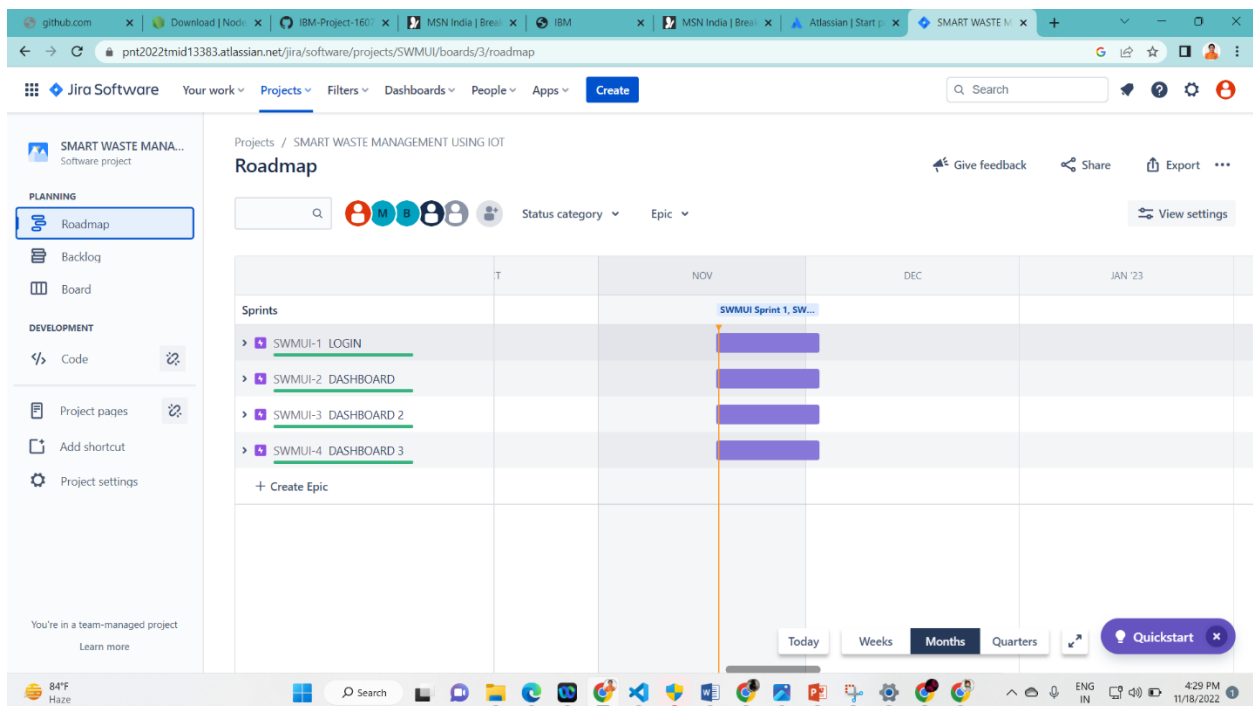 github.com
Download | Node
IBM-Project-1607
MSN India | Break
IBM
MSN India | Break
Atlassian | Start p
SMART WASTE M
pnt2022tmid13383.atlassian.net/jira/software/projects/SWMUI/boards/3/roadmap
Jira Software Your work Projects Filters Dashboards People Apps Create Search
SMART WASTE MANA...
Software project
PLANNING
Roadmap
Backlog
Board
DEVELOPMENT
Code
Project pages
Add shortcut
Project settings
You're in a team-managed project
Learn more
Projects / SMART WASTE MANAGEMENT USING IOT
Roadmap
Give feedback Share Export
M B Status category Epic View settings
T NOV DEC JAN '23
Sprints SWMUI Sprint 1, SW...
SWMUI-1 LOGIN
SWMUI-2 DASHBOARD
SWMUI-3 DASHBOARD 2
SWMUI-4 DASHBOARD 3
+ Create Epic
Today Weeks Months Quarters Quickstart
84°F
Haze
Search
ENG
IN
4:29 PM
11/18/2022
1